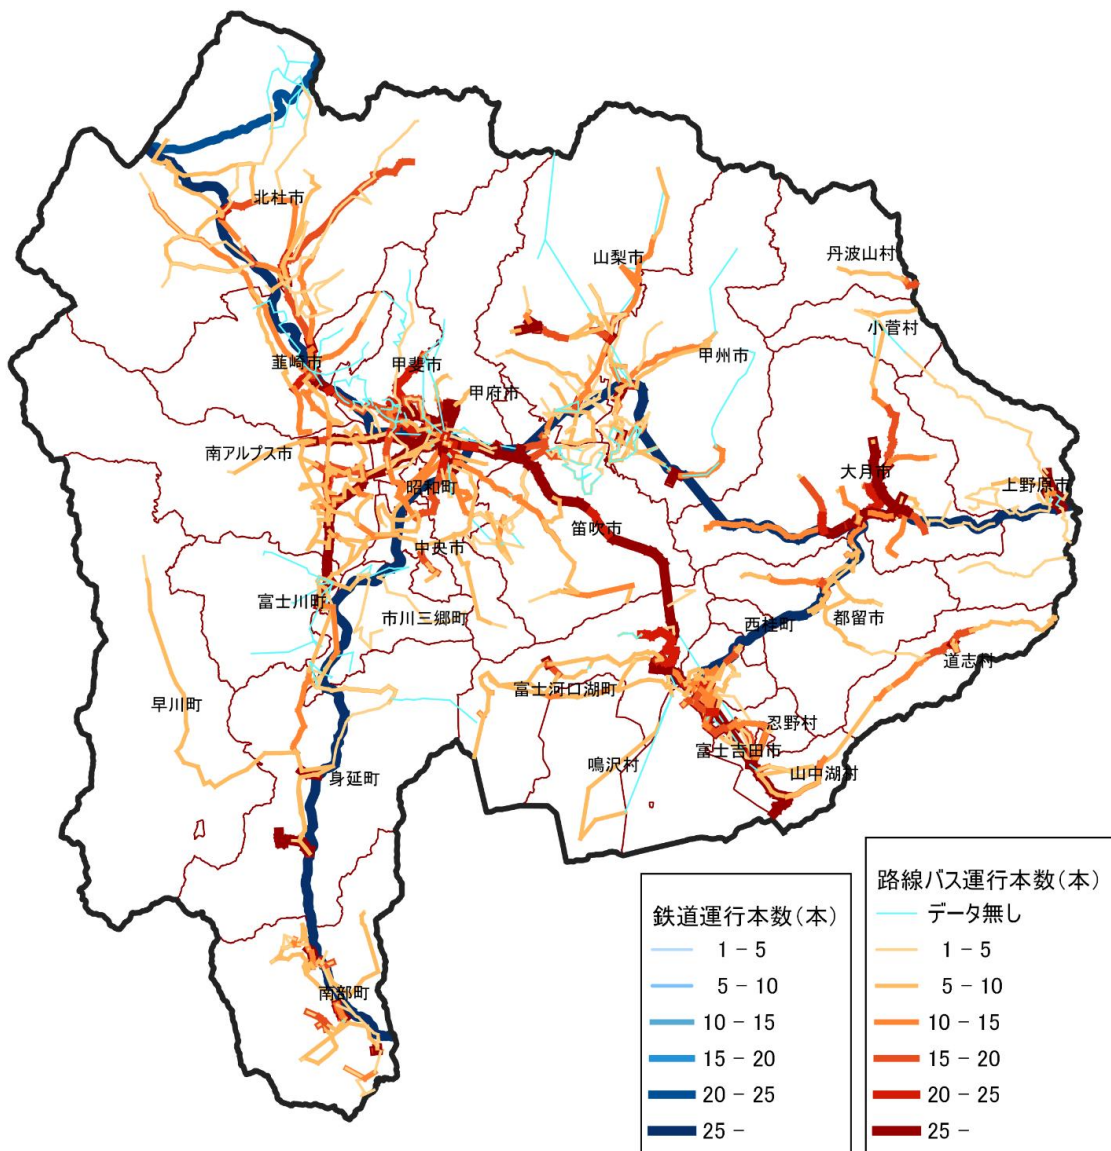 北杜市
山梨市
丹波山村
小菅村
甲州市
韮崎市
甲斐市
甲府市
南アルプス市
大月市
上野原市
昭和町
笛吹市
中央市
富士川町
市川三郷町
西桂町
都留市
道志村
早川町
富士河口湖町
忍野村
富士吉田市
鳴沢村
山中湖村
身延町
南部町
鉄道運行本数(本)
1 - 5
5 - 10
10 - 15
15 - 20
20 - 25
25 -
路線バス運行本数(本)
データ無し
1 - 5
5 - 10
10 - 15
15 - 20
20 - 25
25 -